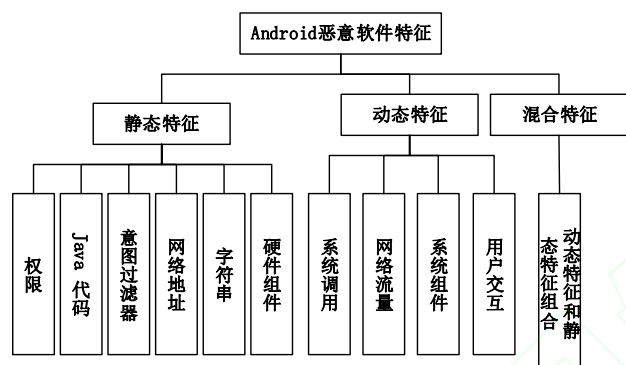 Android恶意软件特征
静态特征
动态特征
混合特征
权限
Java 代码
意图过滤器
网络地址
字符串
硬件组件
系统调用
网络流量
系统组件
用户交互
动态特征和静
态特征组合